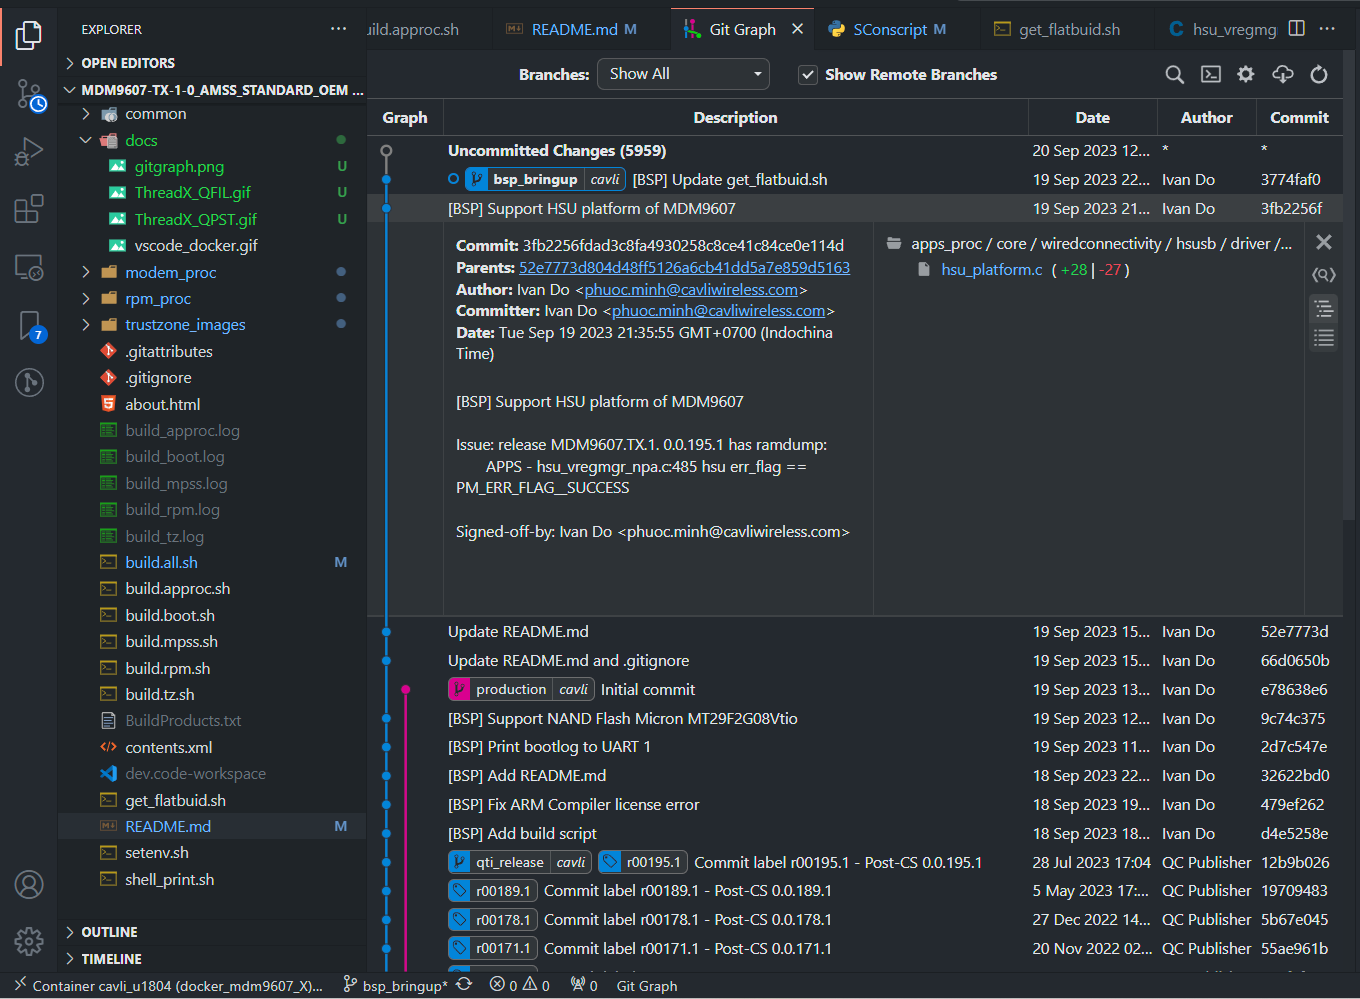 EXPLORER
OPEN EDITORS
MDM9607-TX-1-0_AMSS_STANDARD_OEM ...
common
docs
gitgraph.png U
ThreadX_QFIL.gif U
ThreadX_QPST.gif U
vscode_docker.gif
modem_proc
rpm_proc
trustzone_images
.gitattributes
.gitignore
about.html
build_approc.log
build_boot.log
build_mpss.log
build_rpm.log
build_tz.log
build.all.sh M
build.approc.sh
build.boot.sh
build.mpss.sh
build.rpm.sh
build.tz.sh
BuildProducts.txt
contents.xml
dev.code-workspace
get_flatbuid.sh
README.md M
setenv.sh
shell_print.sh
OUTLINE
TIMELINE
7
uild.approc.sh README.md M Git Graph SConscript M get_flatbuid.sh hsu_vregmg
Branches: Show All Show Remote Branches
Graph Description Date Author Commit
Uncommitted Changes (5959) 20 Sep 2023 12... * *
bsp_bringup cavli [BSP] Update get_flatbuid.sh 19 Sep 2023 22... Ivan Do 3774faf0
[BSP] Support HSU platform of MDM9607 19 Sep 2023 21... Ivan Do 3fb2256f
Commit: 3fb2256fdad3c8fa4930258c8ce41c84ce0e114d
Parents: 52e7773d804d48ff5126a6cb41dd5a7e859d5163
Author: Ivan Do <phuoc.minh@cavliwireless.com>
Committer: Ivan Do <phuoc.minh@cavliwireless.com>
Date: Tue Sep 19 2023 21:35:55 GMT+0700 (Indochina
Time)
[BSP] Support HSU platform of MDM9607
Issue: release MDM9607.TX.1. 0.0.195.1 has ramdump:
APPS - hsu_vregmgr_npa.c:485 hsu err_flag ==
PM_ERR_FLAG__SUCCESS
Signed-off-by: Ivan Do <phuoc.minh@cavliwireless.com>
apps_proc / core / wiredconnectivity / hsusb / driver /...
hsu_platform.c ( +28 | -27 )
Update README.md 19 Sep 2023 15... Ivan Do 52e7773d
Update README.md and .gitignore 19 Sep 2023 15... Ivan Do 66d0650b
production cavli Initial commit 19 Sep 2023 13... Ivan Do e78638e6
[BSP] Support NAND Flash Micron MT29F2G08Vtio 19 Sep 2023 12... Ivan Do 9c74c375
[BSP] Print bootlog to UART 1 19 Sep 2023 11... Ivan Do 2d7c547e
[BSP] Add README.md 18 Sep 2023 22... Ivan Do 32622bd0
[BSP] Fix ARM Compiler license error 18 Sep 2023 19... Ivan Do 479ef262
[BSP] Add build script 18 Sep 2023 18... Ivan Do d4e5258e
qti_release cavli r00195.1 Commit label r00195.1 - Post-CS 0.0.195.1 28 Jul 2023 17:04 QC Publisher 12b9b026
r00189.1 Commit label r00189.1 - Post-CS 0.0.189.1 5 May 2023 17:... QC Publisher 19709483
r00178.1 Commit label r00178.1 - Post-CS 0.0.178.1 27 Dec 2022 14... QC Publisher 5b67e045
r00171.1 Commit label r00171.1 - Post-CS 0.0.171.1 20 Nov 2022 02... QC Publisher 55ae961b
Container cavli_u1804 (docker_mdm9607_X)... bsp_bringup* 0 0 0 Git Graph